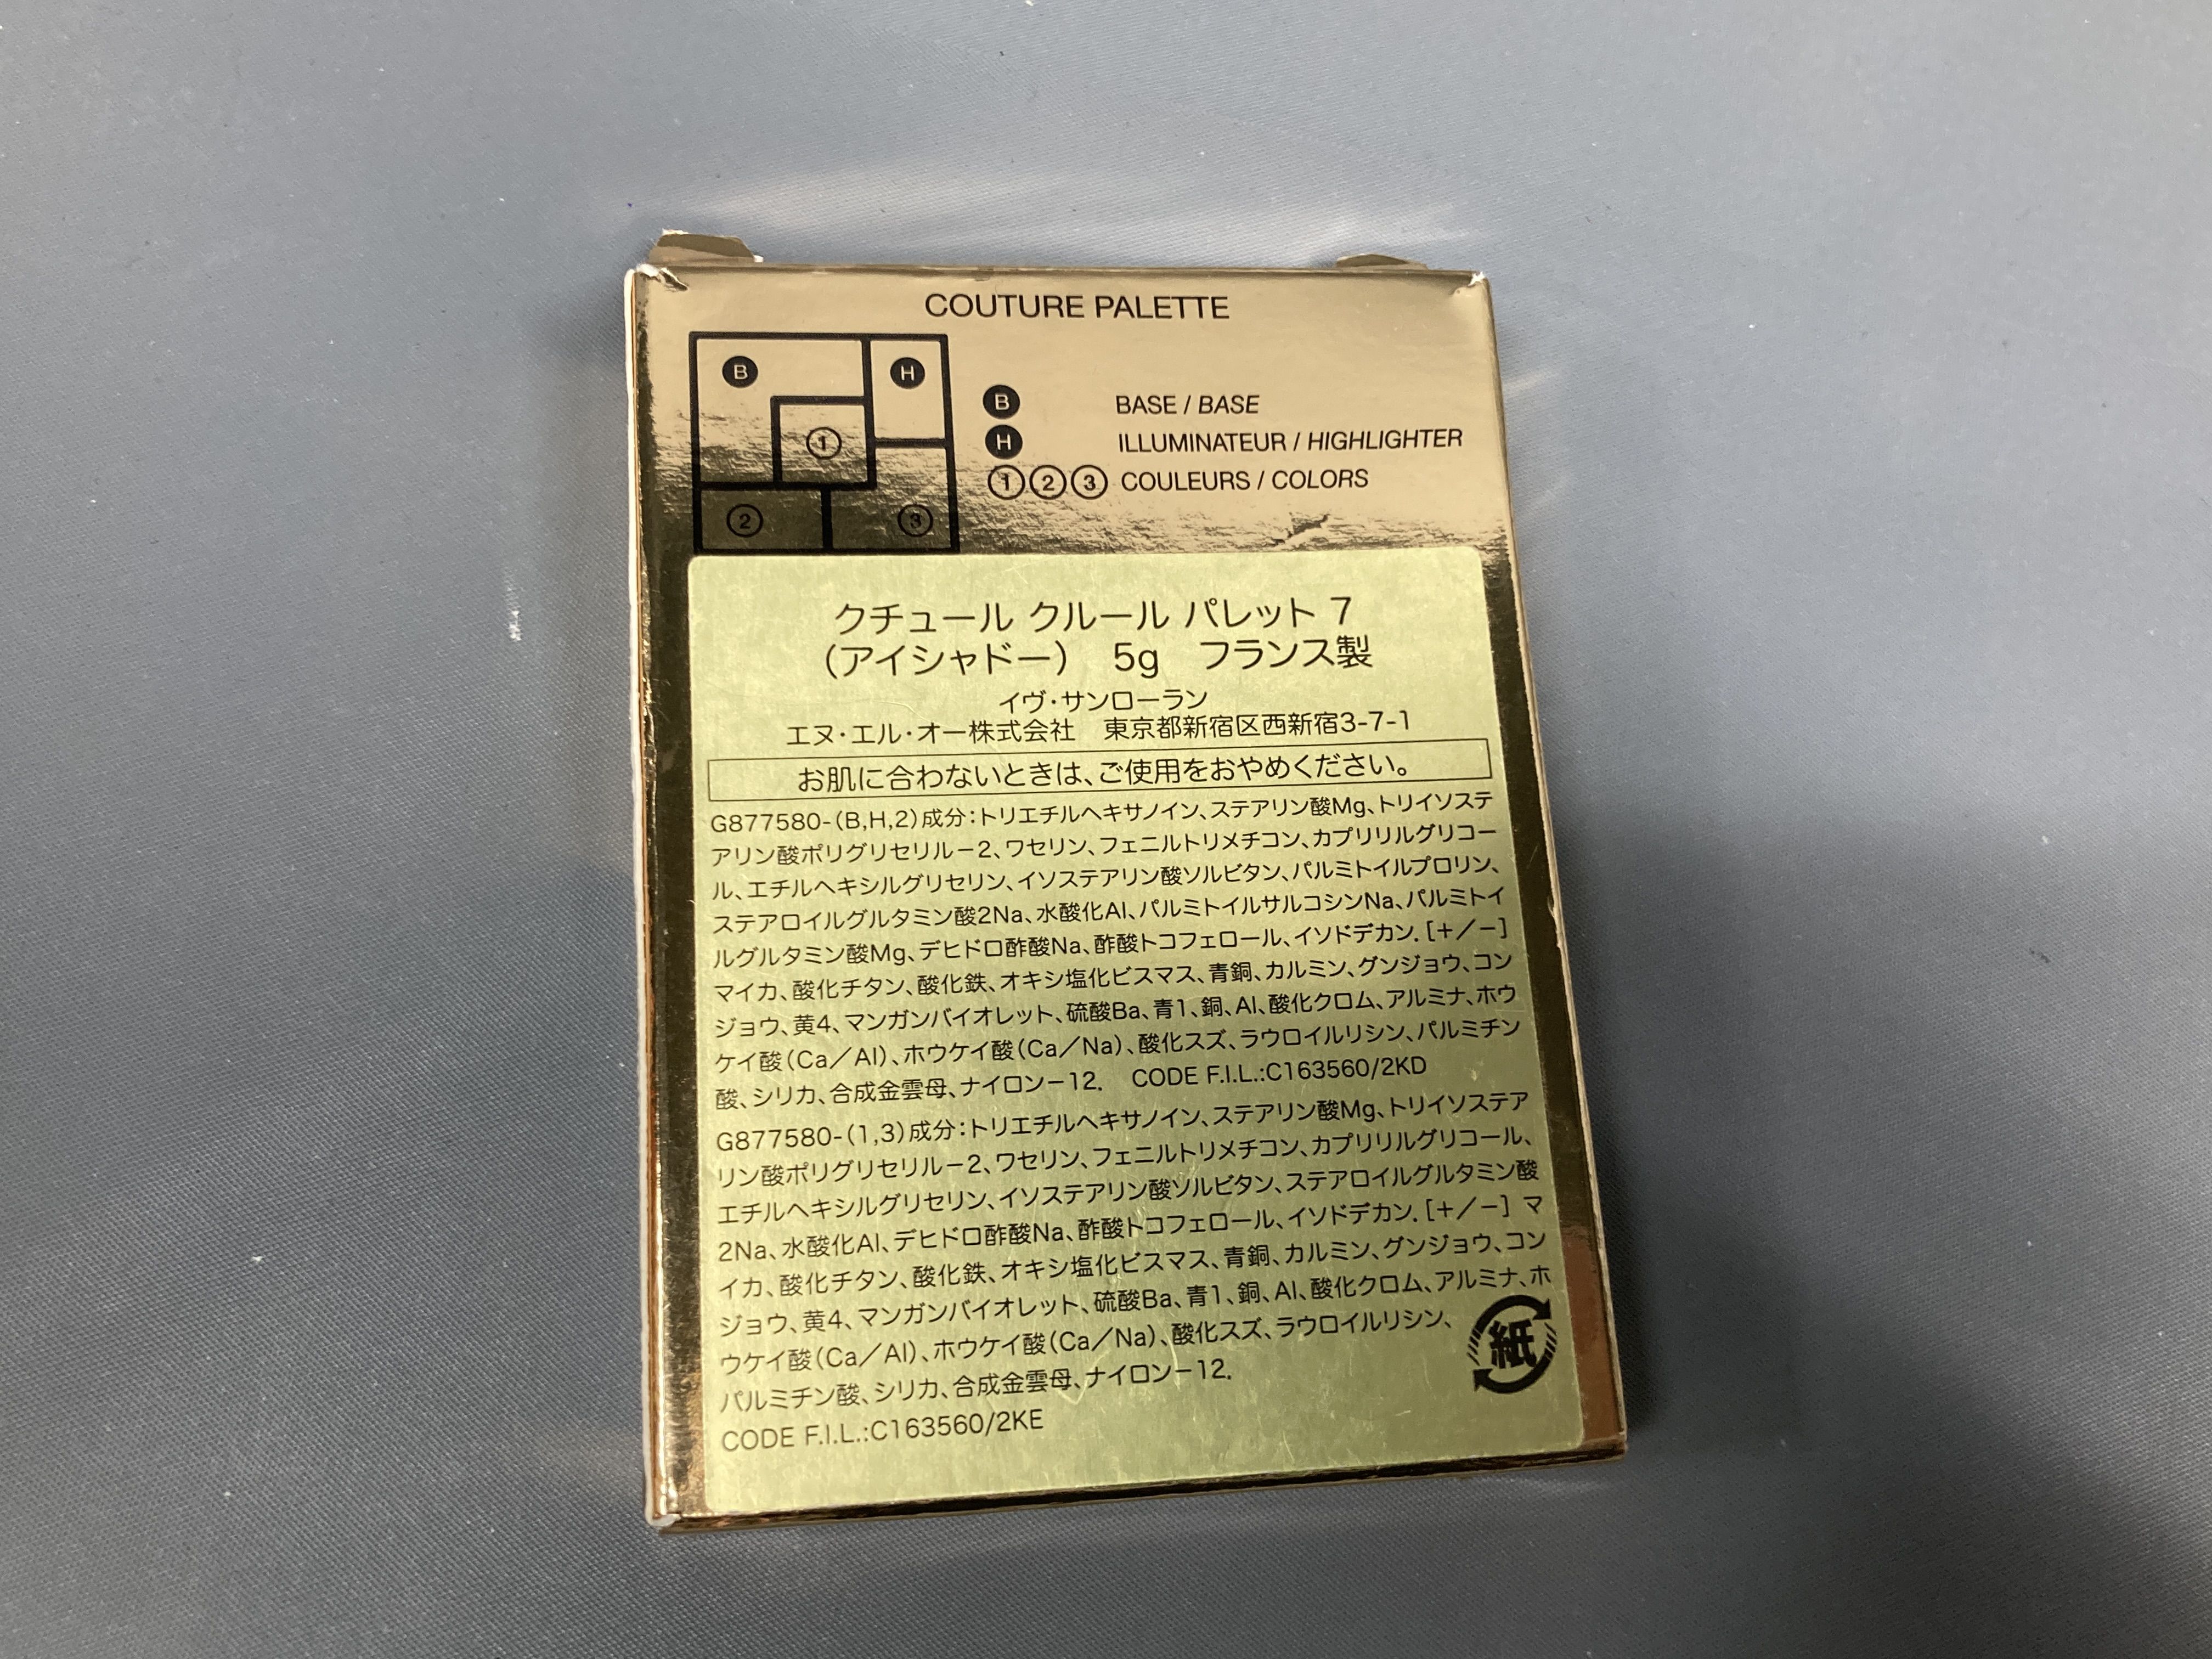 COUTURE PALETTE
B H
B BASE / BASE
1
H ILLUMINATEUR / HIGHLIGHTER
① ② ③ COULEURS / COLORS
② ③
クチュール クルール パレット 7
（アイシャドー） 5g フランス製
イヴ・サンローラン
エヌ・エル・オー株式会社 東京都新宿区西新宿3-7-1
お肌に合わないときは、ご使用をおやめください。
G877580-(B,H,2)成分：トリエチルヘキサノイン、ステアリン酸Mg、トリイソステ
アリン酸ポリグリセリル－2、ワセリン、フェニルトリメチコン、カプリリルグリコー
ル、エチルヘキシルグリセリン、イソステアリン酸ソルビタン、パルミトイルプロリン、
ステアロイルグルタミン酸2Na、水酸化Al、パルミトイルサルコシンNa、パルミトイ
ルグルタミン酸Mg、デヒドロ酢酸Na、酢酸トコフェロール、イソドデカン．［＋／－］
マイカ、酸化チタン、酸化鉄、オキシ塩化ビスマス、青銅、カルミン、グンジョウ、コン
ジョウ、黄4、マンガンバイオレット、硫酸Ba、青1、銅、Al、酸化クロム、アルミナ、ホウ
ケイ酸（Ca／Al）、ホウケイ酸（Ca／Na）、酸化スズ、ラウロイルリシン、パルミチン
酸、シリカ、合成金雲母、ナイロン－12． CODE F.I.L.:C163560/2KD
G877580-(1,3)成分：トリエチルヘキサノイン、ステアリン酸Mg、トリイソステア
リン酸ポリグリセリル－2、ワセリン、フェニルトリメチコン、カプリリルグリコール、
エチルヘキシルグリセリン、イソステアリン酸ソルビタン、ステアロイルグルタミン酸
2Na、水酸化Al、デヒドロ酢酸Na、酢酸トコフェロール、イソドデカン．［＋／－］ マ
イカ、酸化チタン、酸化鉄、オキシ塩化ビスマス、青銅、カルミン、グンジョウ、コン
ジョウ、黄4、マンガンバイオレット、硫酸Ba、青1、銅、Al、酸化クロム、アルミナ、ホ
ウケイ酸（Ca／Al）、ホウケイ酸（Ca／Na）、酸化スズ、ラウロイルリシン、
パルミチン酸、シリカ、合成金雲母、ナイロン－12．
紙
CODE F.I.L.:C163560/2KE